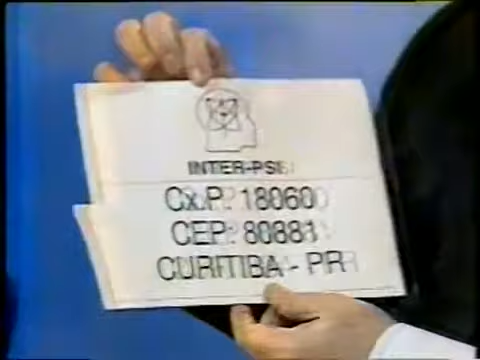 INTER-PSI
Cx.P. 18060
CEP: 80881
CURITIBA - PR